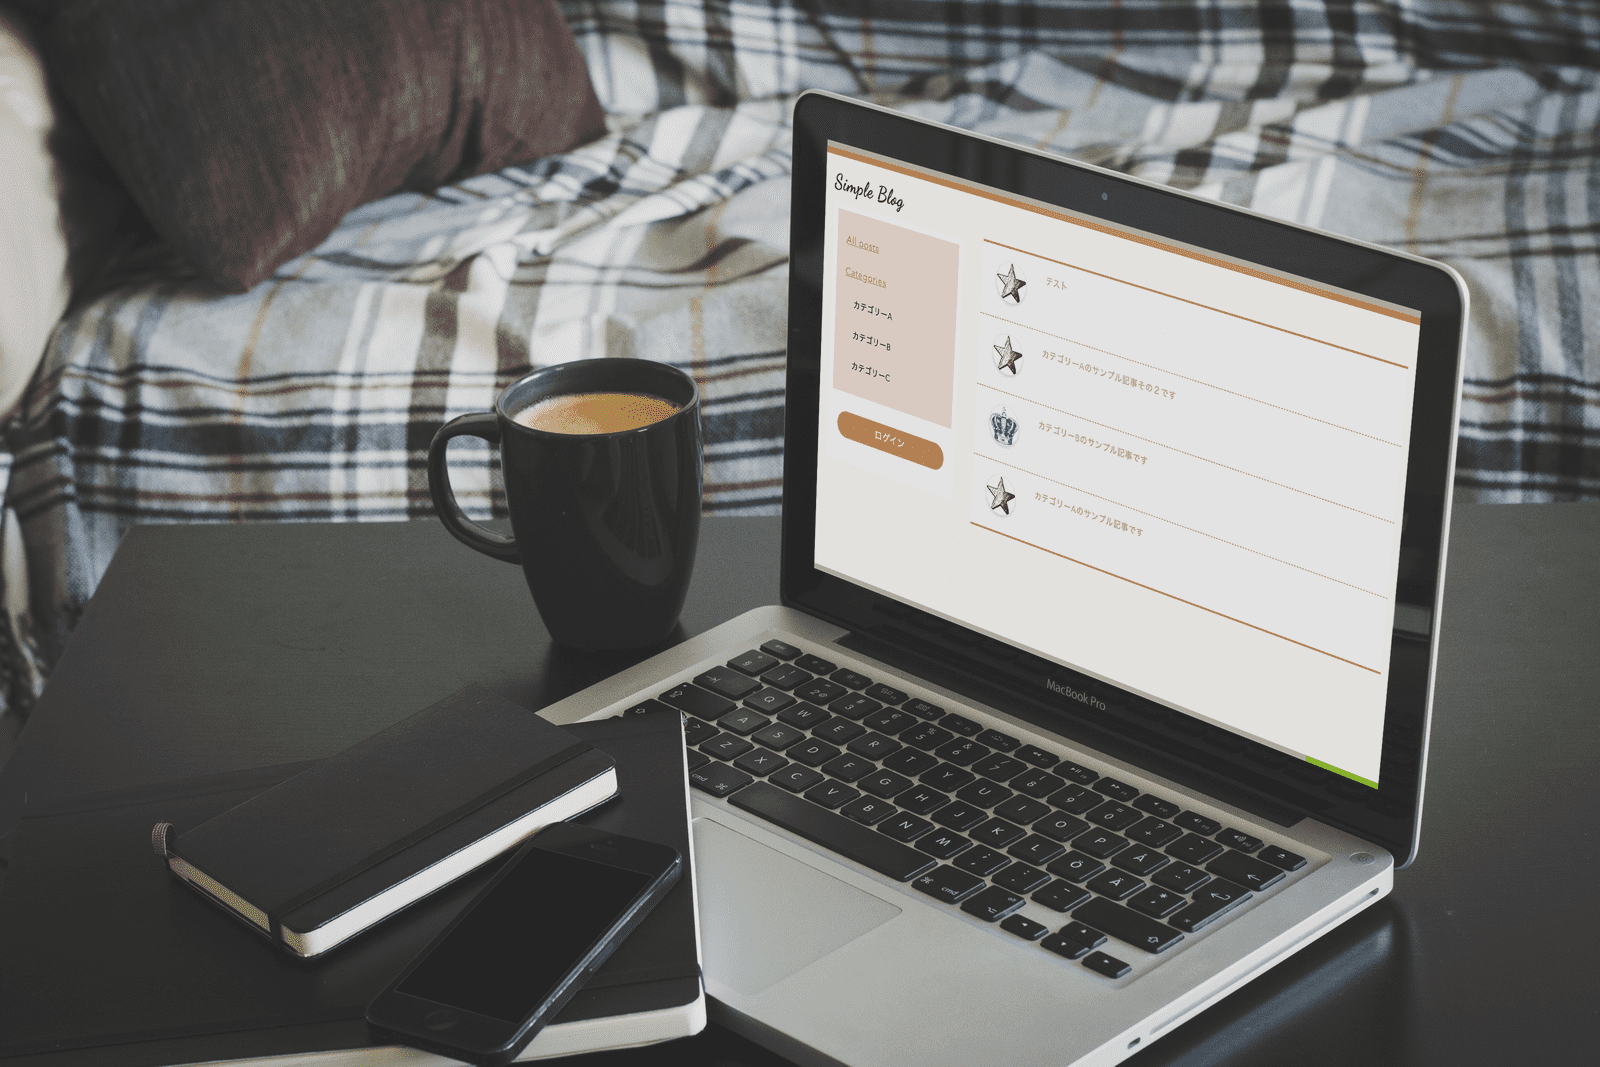 Simple Blog
All posts
Categories
カテゴリーA
カテゴリーB
カテゴリーC
ログイン
テスト
カテゴリーAのサンプル記事その２です
カテゴリーBのサンプル記事です
カテゴリーAのサンプル記事です
MacBook Pro
Q W E R T Y U I O P Å
A S D F G H J K L Ö Ä
Z X C V B N M
cmd
cmd